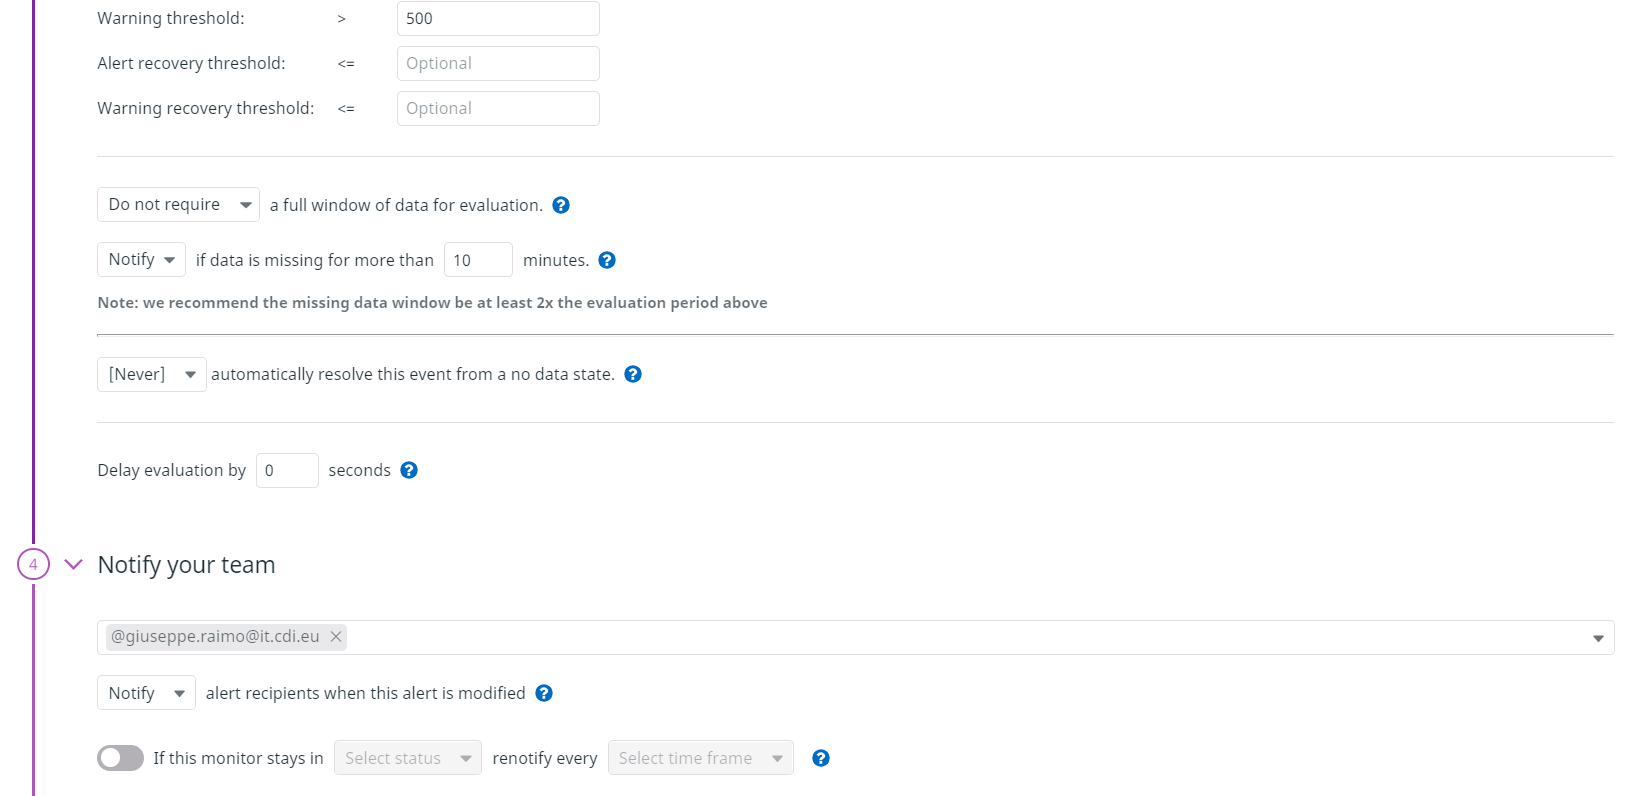 Warning threshold: > 500
Alert recovery threshold: <= Optional
Warning recovery threshold: <= Optional
Do not require a full window of data for evaluation. ?
Notify if data is missing for more than 10 minutes. ?
Note: we recommend the missing data window be at least 2x the evaluation period above
[Never] automatically resolve this event from a no data state. ?
Delay evaluation by 0 seconds ?
4 Notify your team
@giuseppe.raimo@it.cdi.eu ×
Notify alert recipients when this alert is modified ?
If this monitor stays in Select status renotify every Select time frame ?